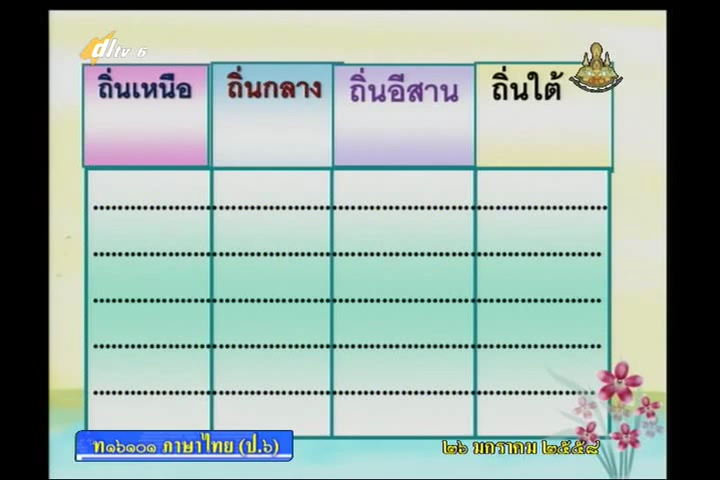 dltv 6
ถิ่นเหนือ ถิ่นกลาง ถิ่นอีสาน ถิ่นใต้
ท๑๖๑๐๑ ภาษาไทย (ป.๖)
๒๖ มกราคม ๒๕๕๘